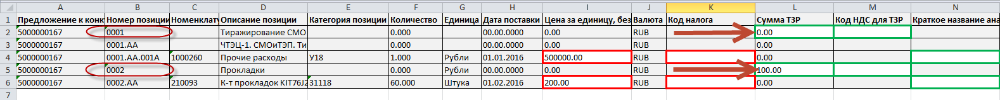 A B C D E F G H I J K L M N
1 Предложение к конк Номер позиции Номенклату Описание позиции Категория позиции Количество Единица Дата поставки Цена за единицу, без Валюта Код налога Сумма ТЗР Код НДС для ТЗР Краткое название ана
2 5000000167 0001 Тиражирование СМО 0.000 00.00.0000 0.00 RUB 0.00
3 5000000167 0001.AA ЧТЭЦ-1. СМОиТЭП. Ти 0.000 00.00.0000 0.00 RUB 0.00
4 5000000167 0001.AA.001A 1000260 Прочие расходы У18 1.000 Рубли 01.01.2016 500000.00 RUB 0.00
5 5000000167 0002 Прокладки 0.000 Рубли 00.00.0000 0.00 RUB 100.00
6 5000000167 0002.AA 210093 К-т прокладок KIT76J2 31118 60.000 Штука 01.02.2016 200.00 RUB 0.00
7